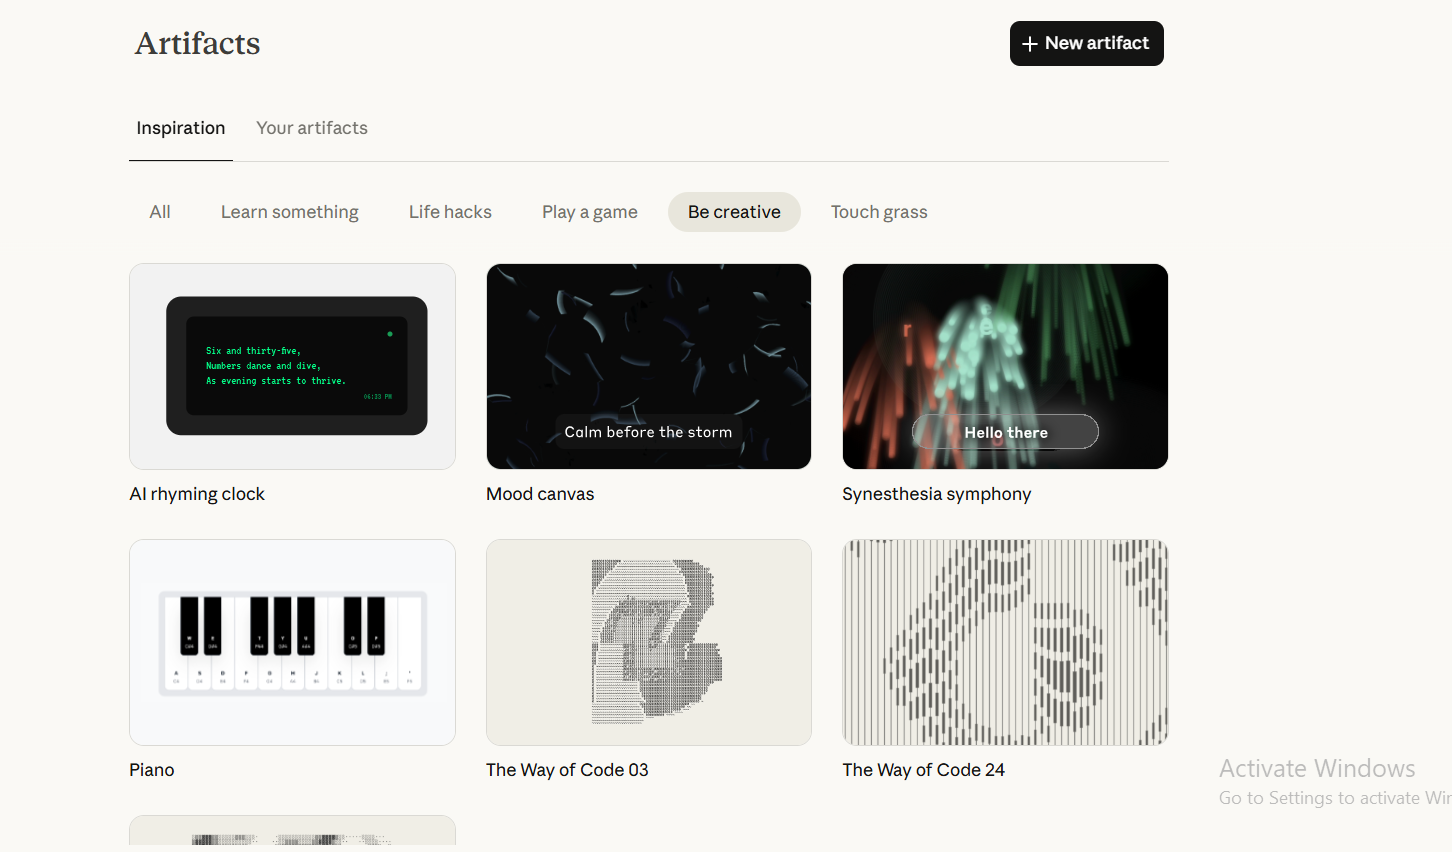 Artifacts
+ New artifact
Inspiration
Your artifacts
All
Learn something
Life hacks
Play a game
Be creative
Touch grass
Six and thirty-five,
Numbers dance and dive,
As evening starts to thrive.
06:33 PM
Calm before the storm
r
e
Hello there
AI rhyming clock
Mood canvas
Synesthesia symphony
W E T Y U O P
A S D F G H J K L ; '
Piano
The Way of Code 03
The Way of Code 24
Activate Windows
Go to Settings to activate Win